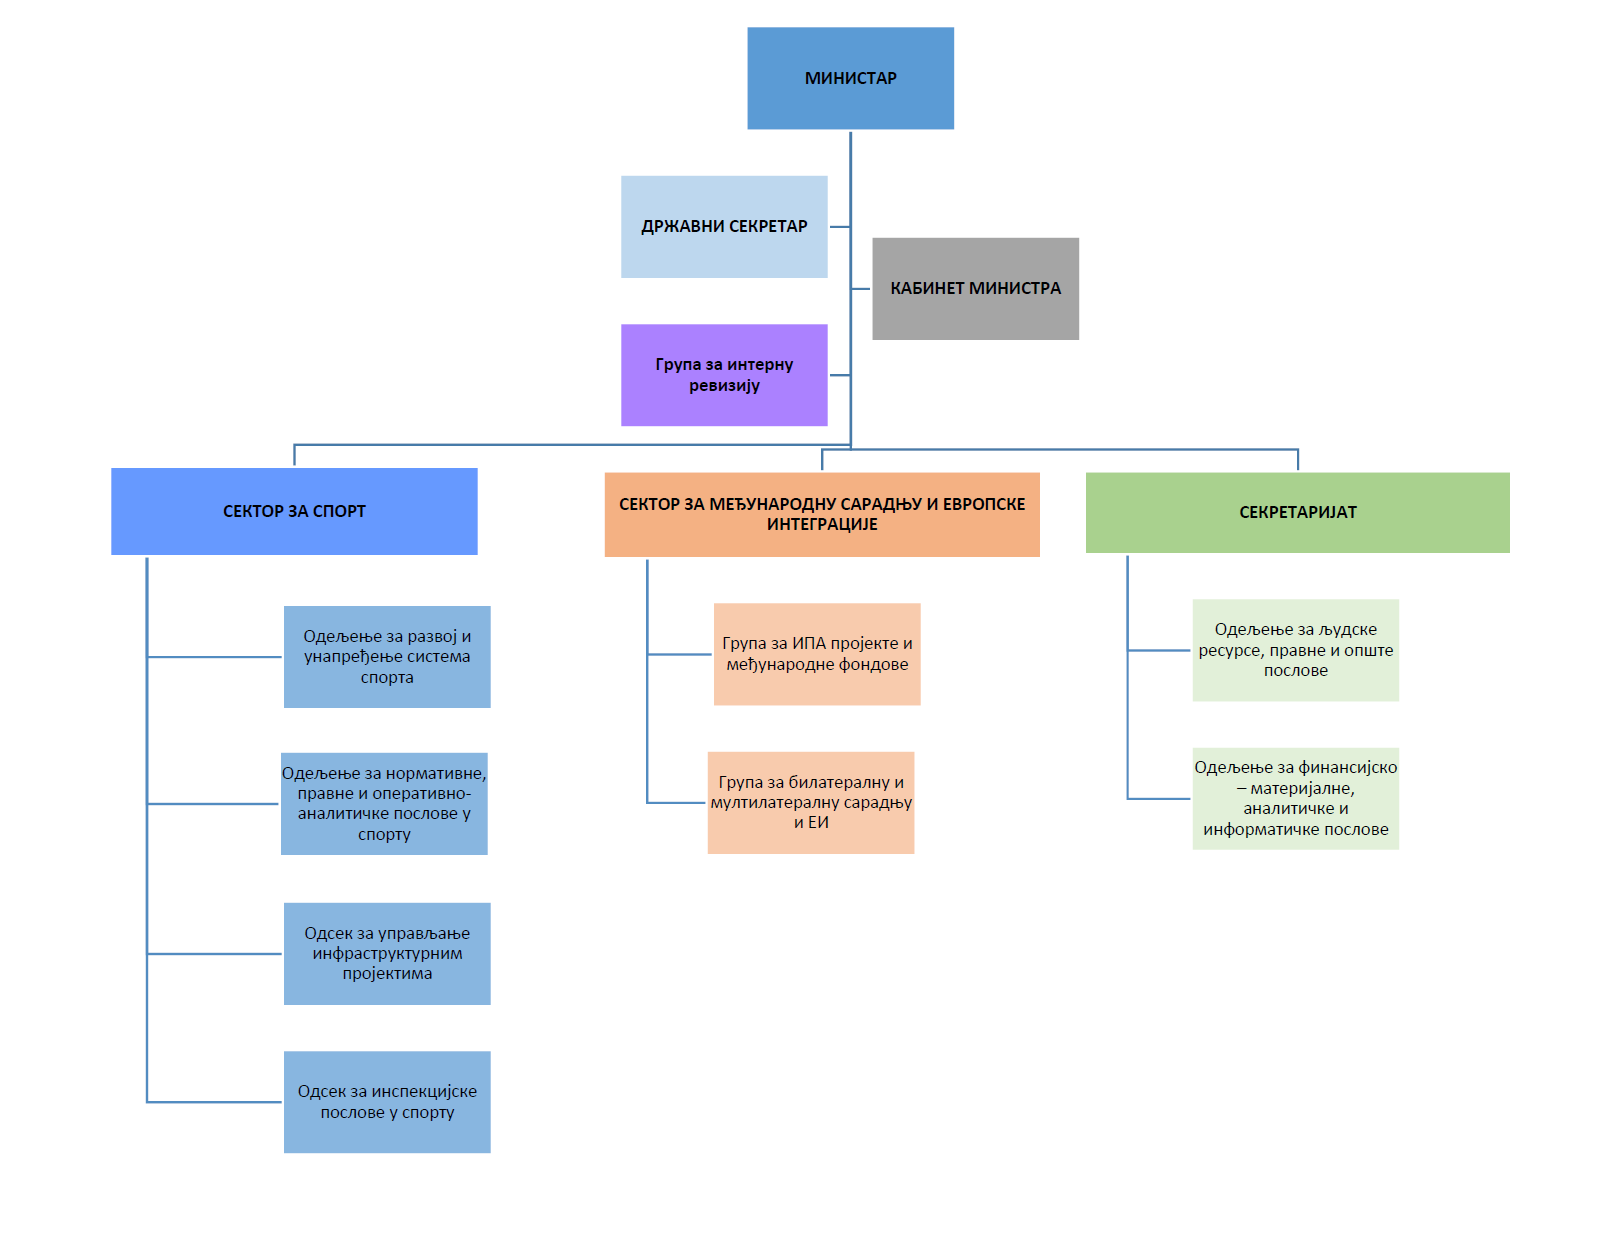 МИНИСТАР
ДРЖАВНИ СЕКРЕТАР
КАБИНЕТ МИНИСТРА
Група за интерну
ревизију
СЕКТОР ЗА СПОРТ
СЕКТОР ЗА МЕЂУНАРОДНУ САРАДЊУ И ЕВРОПСКЕ
ИНТЕГРАЦИЈЕ
СЕКРЕТАРИЈАТ
Одељење за развој и
унапређење система
спорта
Одељење за нормативне,
правне и оперативно-
аналитичке послове у
спорту
Одсек за управљање
инфраструктурним
пројектима
Одсек за инспекцијске
послове у спорту
Група за ИПА пројекте и
међународне фондове
Група за билатералну и
мултилатералну сарадњу
и ЕИ
Одељење за људске
ресурсе, правне и опште
послове
Одељење за финансијско
– материјалне,
аналитичке и
информатичке послове